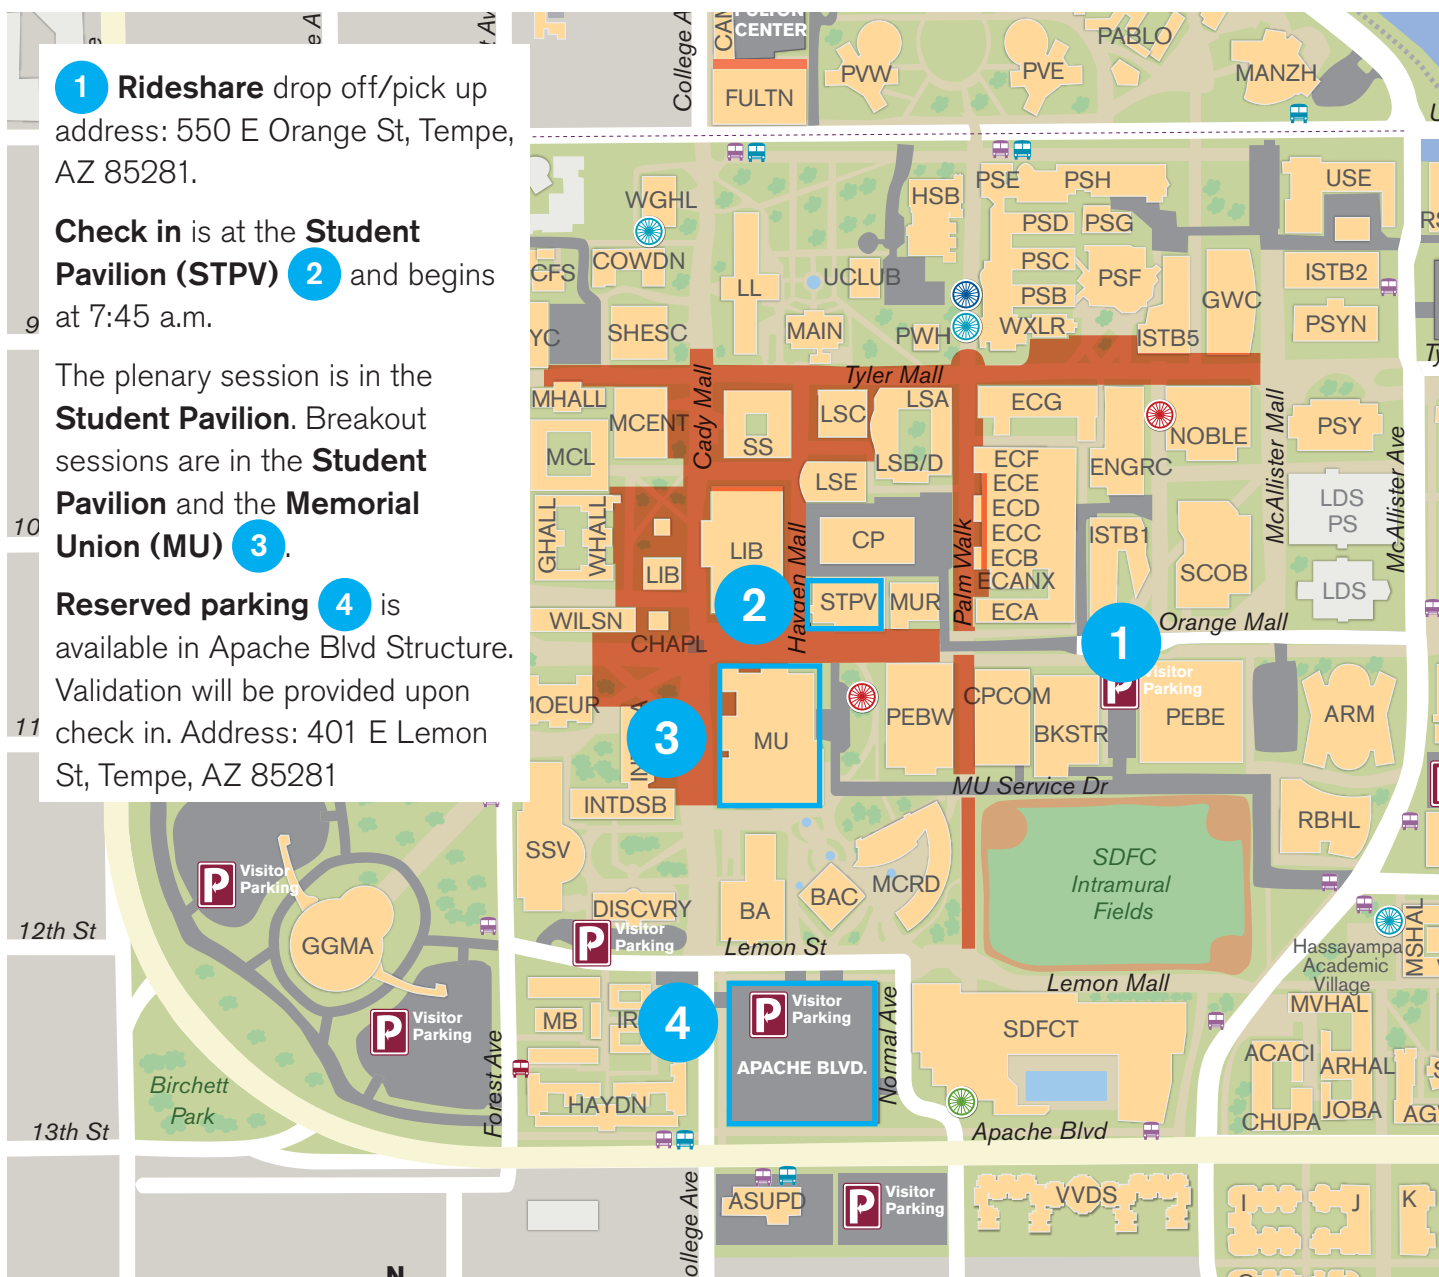 1 Rideshare drop off/pick up
address: 550 E Orange St, Tempe,
AZ 85281.
Check in is at the Student
Pavilion (STPV) 2 and begins
at 7:45 a.m.
The plenary session is in the
Student Pavilion. Breakout
sessions are in the Student
Pavilion and the Memorial
Union (MU) 3.
Reserved parking 4 is
available in Apache Blvd Structure.
Validation will be provided upon
check in. Address: 401 E Lemon
St, Tempe, AZ 85281
College A
CENTER
FULTN
PVW
PVE
PABLO
MANZH
WGHL
COWDN
CFS
YC
SHESC
LL
UCLUB
MAIN
HSB
PWH
PSE
PSH
PSD
PSG
PSC
PSF
PSB
WXLR
ISTB5
GWC
USE
ISTB2
PSYN
9
Tyler Mall
MHALL
MCENT
MCL
Cady Mall
SS
LSC
LSA
LSB/D
LSE
ECG
ECF
ECE
ECD
ECC
ECB
ECANX
ECA
ENGRC
NOBLE
McAllister Mall
PSY
McAllister Ave
LDS
PS
LDS
10
GHALL
WHALL
LIB
LIB
CP
Hayden Mall
Palm Walk
ISTB1
SCOB
2
STPV
MUR
WILSN
CHAPL
1
Orange Mall
11
MOEUR
3
MU
PEBW
CPCOM
BKSTR
Visitor
Parking
PEBE
ARM
INTDSB
MU Service Dr
RBHL
SSV
Visitor
Parking
GGMA
DISCVRY
Visitor
Parking
BA
BAC
MCRD
SDFC
Intramural
Fields
12th St
Lemon St
Lemon Mall
Hassayampa
Academic
Village
MSHAL
MVHAL
Visitor
Parking
MB
4
Visitor
Parking
APACHE BLVD.
Normal Ave
SDFCT
ACACI
ARHAL
JOBA
CHUPA
Birchett
Park
Forest Ave
HAYDN
13th St
Apache Blvd
ASUPD
Visitor
Parking
VVDS
I
J
K
ollege Ave
N